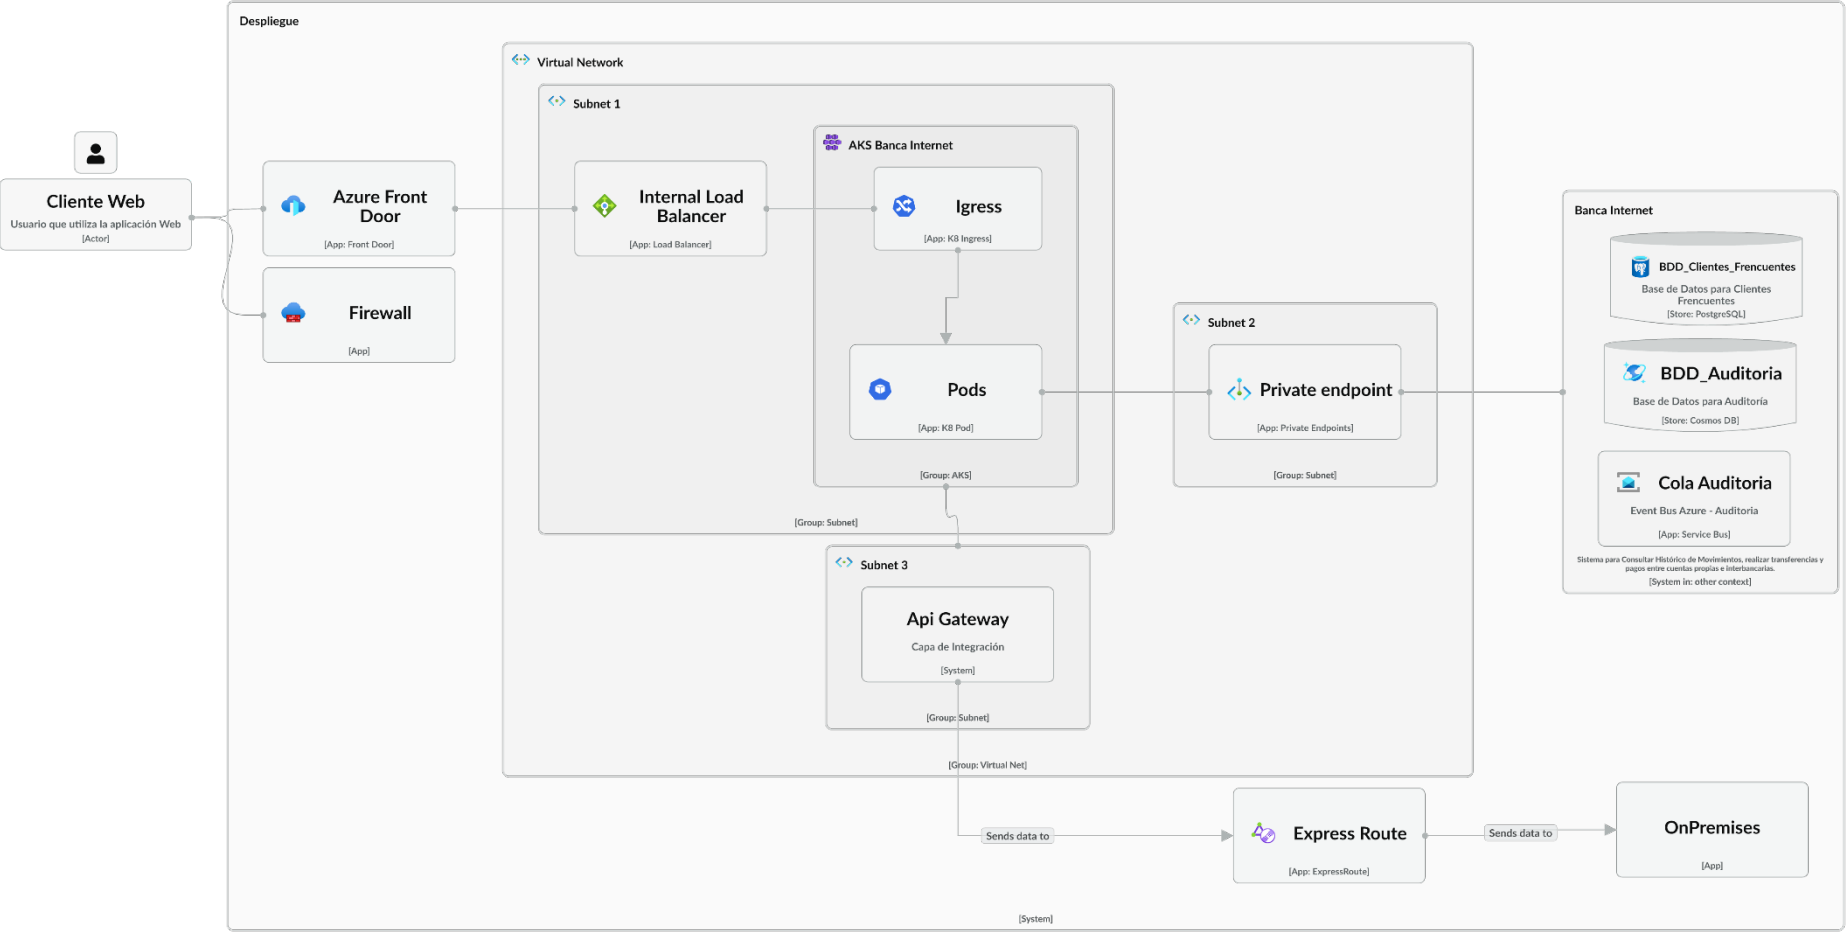 Despliegue
Cliente Web
Usuario que utiliza la aplicación Web
[Actor]
Azure Front
Door
[App: Front Door]
Firewall
[App]
Virtual Network
Subnet 1
Internal Load
Balancer
[App: Load Balancer]
AKS Banca Internet
Igress
[App: K8 Ingress]
Pods
[App: K8 Pod]
[Group: AKS]
[Group: Subnet]
Subnet 2
Private endpoint
[App: Private Endpoints]
[Group: Subnet]
Subnet 3
Api Gateway
Capa de Integración
[System]
[Group: Subnet]
[Group: Virtual Net]
Banca Internet
BDD_Clientes_Frencuentes
Base de Datos para Clientes
Frencuentes
[Store: PostgreSQL]
BDD_Auditoria
Base de Datos para Auditoría
[Store: Cosmos DB]
Cola Auditoria
Event Bus Azure - Auditoria
[App: Service Bus]
Sistema para Consultar Histórico de Movimientos, realizar transferencias y
pagos entre cuentas propias e interbancarias.
[System in: other context]
Sends data to
Express Route
[App: ExpressRoute]
Sends data to
OnPremises
[App]
[System]